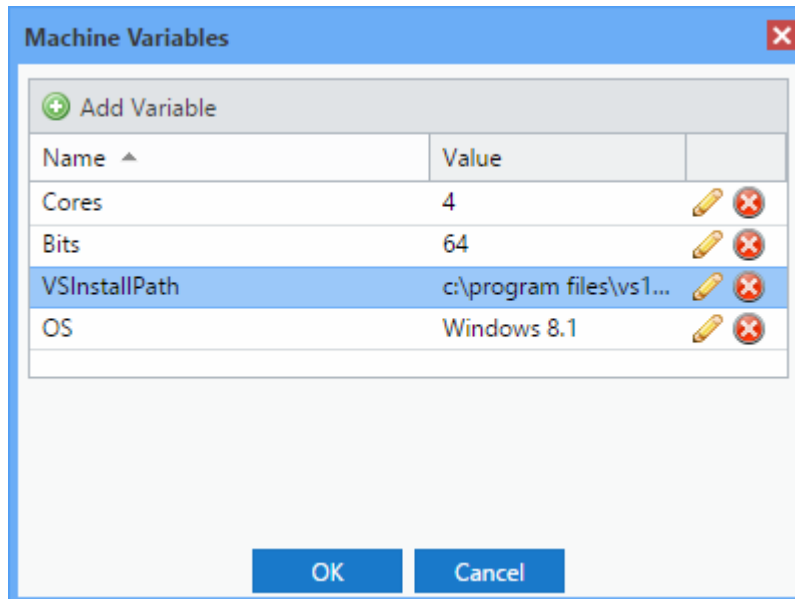 Machine Variables
Add Variable
Name Value
Cores 4
Bits 64
VSInstallPath c:\program files\vs1...
OS Windows 8.1
OK Cancel